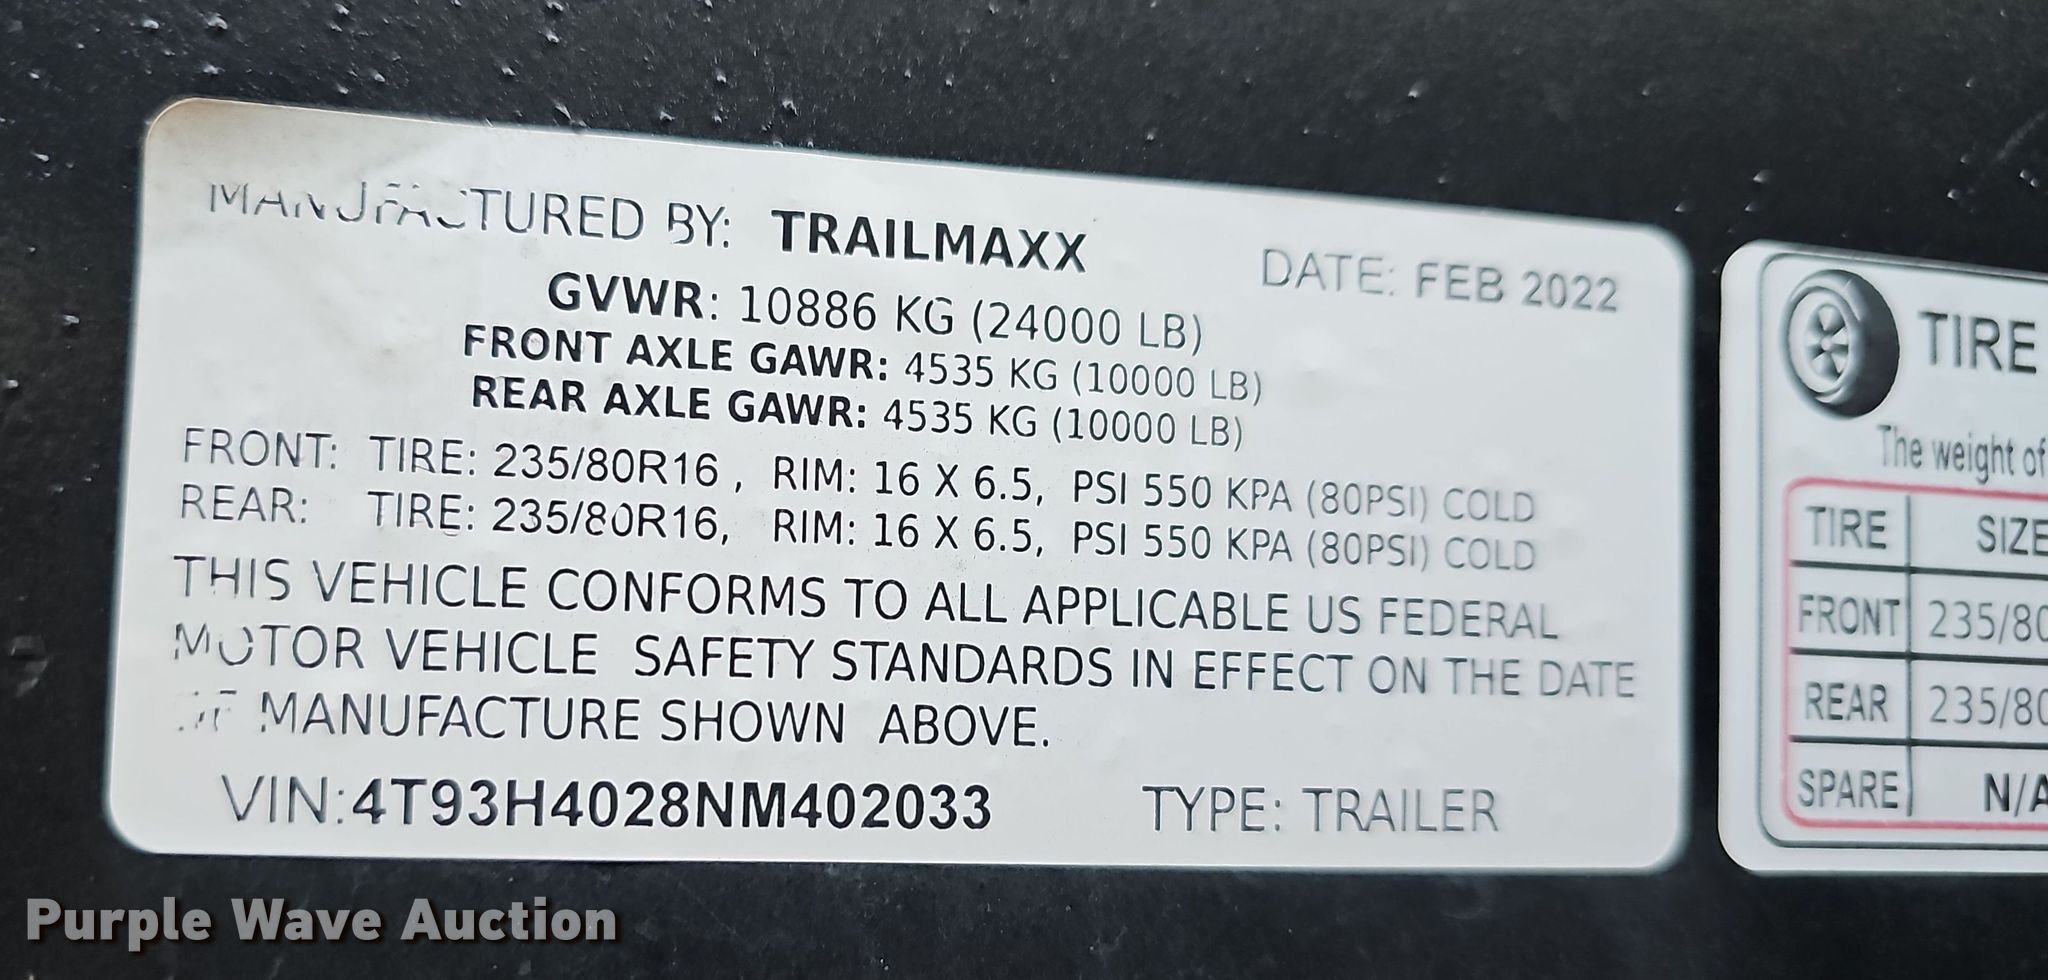 MANUFACTURED BY: TRAILMAXX
DATE: FEB 2022
GVWR: 10886 KG (24000 LB)
FRONT AXLE GAWR: 4535 KG (10000 LB)
REAR AXLE GAWR: 4535 KG (10000 LB)
FRONT: TIRE: 235/80R16 , RIM: 16 X 6.5, PSI 550 KPA (80PSI) COLD
REAR: TIRE: 235/80R16, RIM: 16 X 6.5, PSI 550 KPA (80PSI) COLD
THIS VEHICLE CONFORMS TO ALL APPLICABLE US FEDERAL
MOTOR VEHICLE SAFETY STANDARDS IN EFFECT ON THE DATE
OF MANUFACTURE SHOWN ABOVE.
VIN:4T93H4028NM402033 TYPE: TRAILER
TIRE
The weight of
TIRE SIZE
FRONT 235/80
REAR 235/80
SPARE N/A
Purple Wave Auction